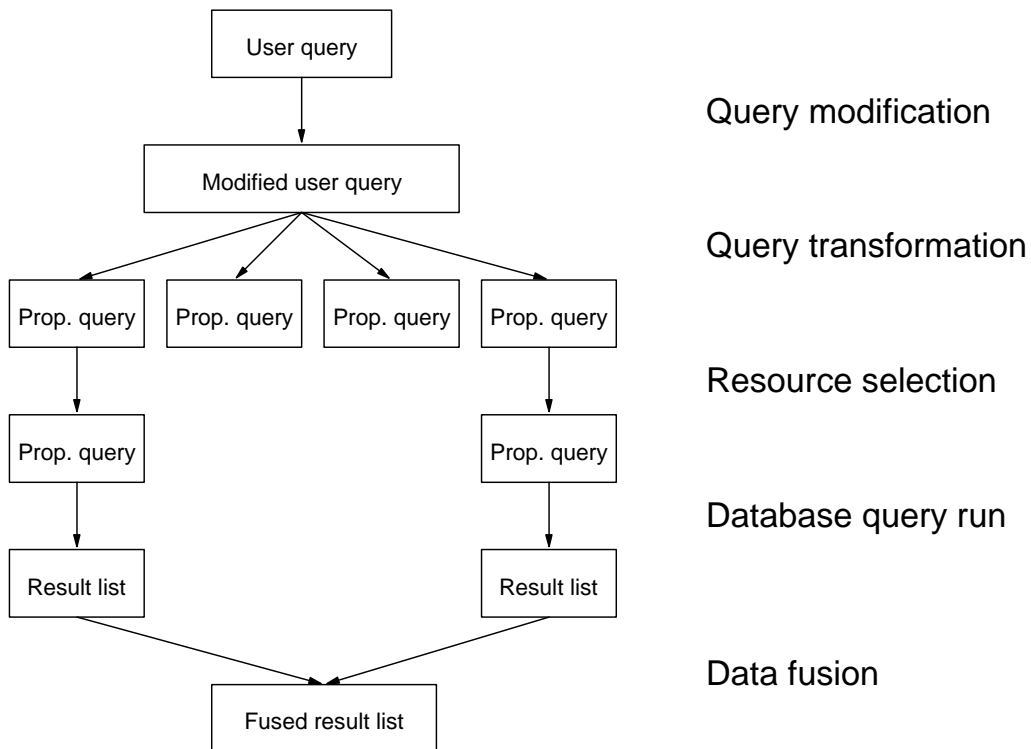 User query
Query modification
Modified user query
Query transformation
Prop. query
Prop. query
Prop. query
Prop. query
Resource selection
Prop. query
Prop. query
Database query run
Result list
Result list
Data fusion
Fused result list